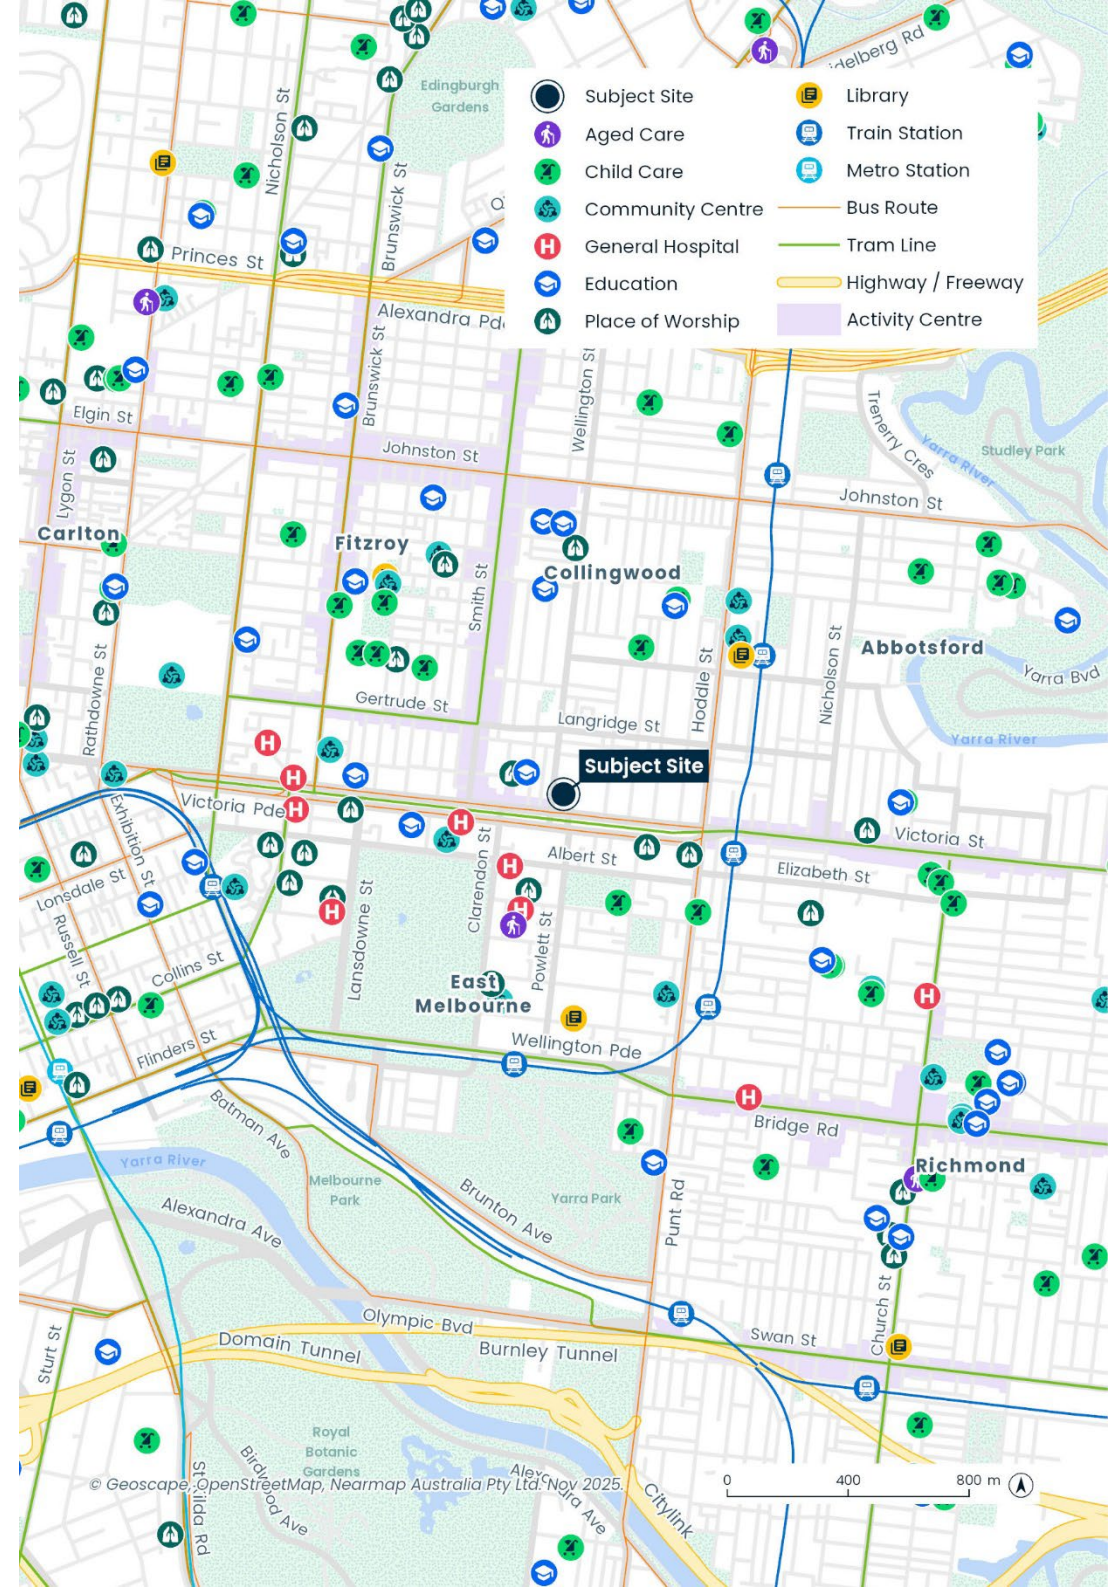 idelberg Rd
Edingburgh
Gardens
Subject Site
Aged Care
Child Care
Community Centre
General Hospital
Education
Place of Worship
Library
Train Station
Metro Station
Bus Route
Tram Line
Highway / Freeway
Activity Centre
Nicholson St
Brunswick St
Princes St
Alexandra Pd
Brunswick St
Wellington St
Trenerry Cres
Yarra River
Studley Park
Elgin St
Johnston St
Johnston St
Lygon St
Carlton
Fitzroy
Collingwood
Smith St
Abbotsford
Nicholson St
Yarra Bvd
Yarra River
Rathdowne St
Gertrude St
Langridge St
Hoddle St
Subject Site
Victoria Pde
Victoria St
Exhibition St
Albert St
Elizabeth St
Lonsdale St
Russell St
Collins St
Lansdowne St
Clarendon St
Powlett St
East
Melbourne
Flinders St
Wellington Pde
Batman Ave
Bridge Rd
Richmond
Yarra River
Melbourne
Park
Yarra Park
Alexandra Ave
Brunton Ave
Punt Rd
Church St
Sturt St
Olympic Bvd
Domain Tunnel
Burnley Tunnel
Swan St
Royal
Botanic
Gardens
Birdwood Ave
St Kilda Rd
Alexandra Ave
Citylink
© Geoscape, OpenStreetMap, Nearmap Australia Pty Ltd. Nov 2025.
0 400 800 m
H
H
H
H
H
H
H
H
H
H